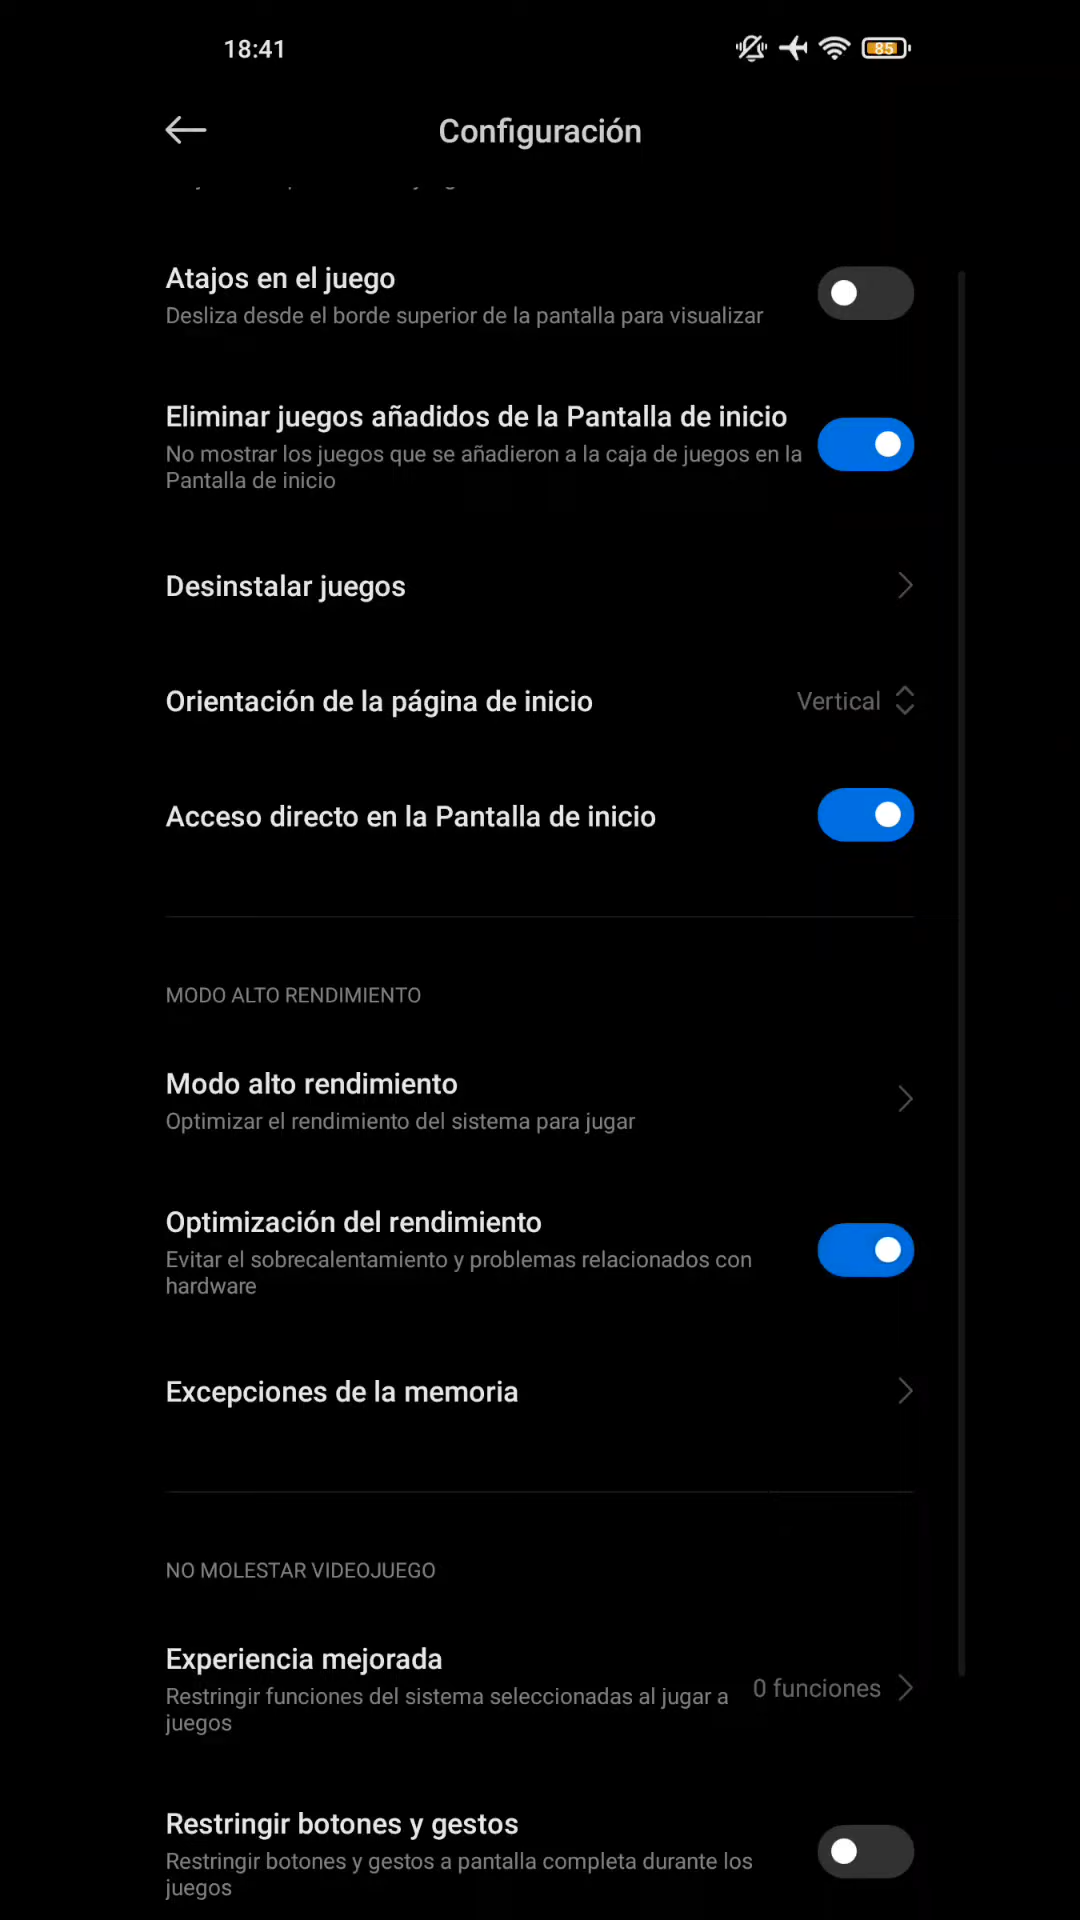 18:41
85
Configuración
Atajos en el juego
Desliza desde el borde superior de la pantalla para visualizar
Eliminar juegos añadidos de la Pantalla de inicio
No mostrar los juegos que se añadieron a la caja de juegos en la
Pantalla de inicio
Desinstalar juegos
Orientación de la página de inicio
Vertical
Acceso directo en la Pantalla de inicio
MODO ALTO RENDIMIENTO
Modo alto rendimiento
Optimizar el rendimiento del sistema para jugar
Optimización del rendimiento
Evitar el sobrecalentamiento y problemas relacionados con
hardware
Excepciones de la memoria
NO MOLESTAR VIDEOJUEGO
Experiencia mejorada
Restringir funciones del sistema seleccionadas al jugar a
juegos
0 funciones
Restringir botones y gestos
Restringir botones y gestos a pantalla completa durante los
juegos